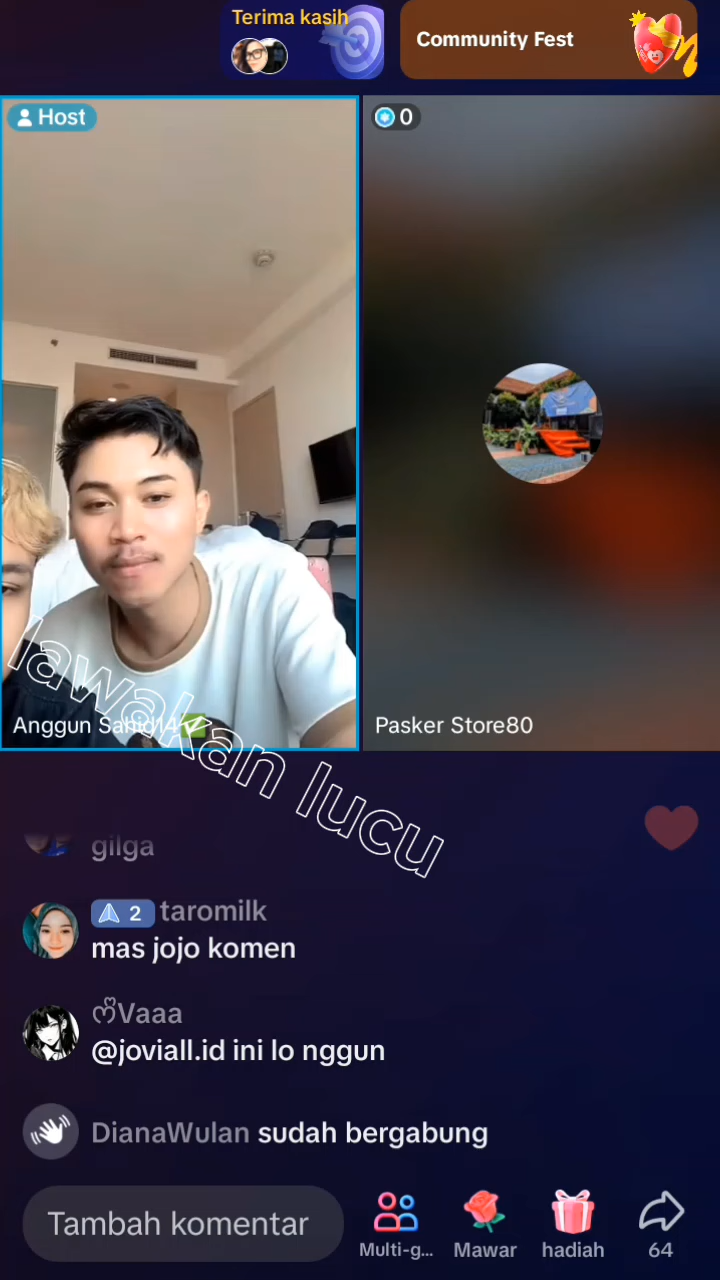 Terima kasih
Community Fest
Host
0
lawakan lucu
Anggun Sahid14✅
Pasker Store80
gilga
2 taromilk
mas jojo komen
ෆ๋Vaaa
@joviall.id ini lo nggun
DianaWulan sudah bergabung
Tambah komentar
Multi-g...
Mawar
hadiah
64